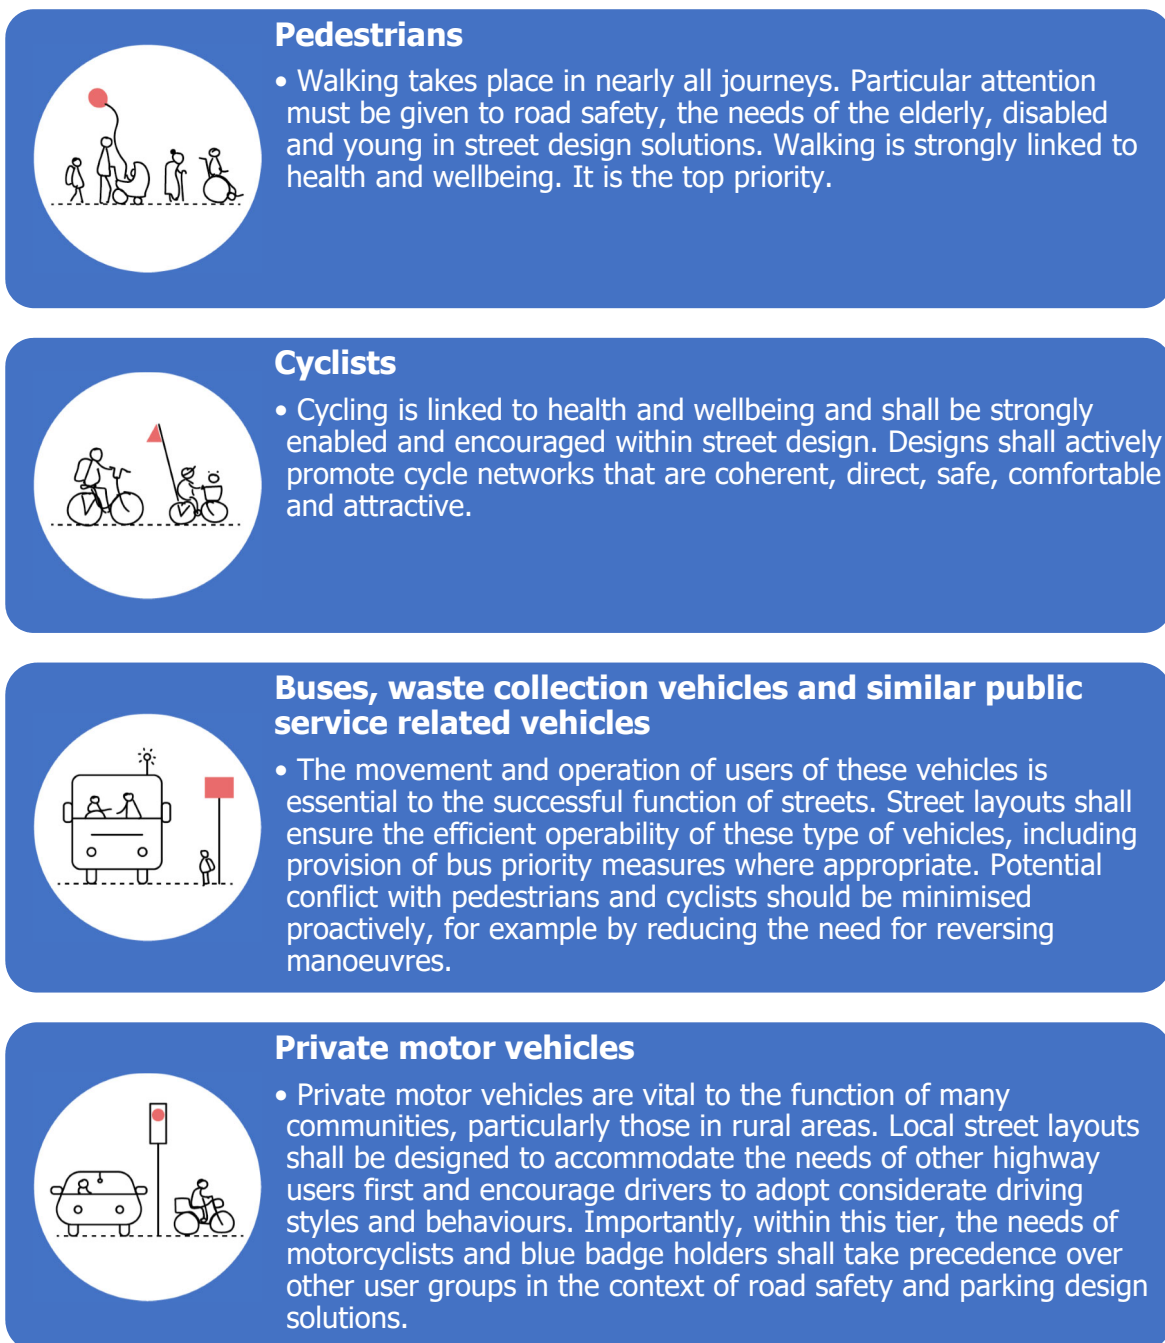 Pedestrians
• Walking takes place in nearly all journeys. Particular attention
must be given to road safety, the needs of the elderly, disabled
and young in street design solutions. Walking is strongly linked to
health and wellbeing. It is the top priority.
Cyclists
• Cycling is linked to health and wellbeing and shall be strongly
enabled and encouraged within street design. Designs shall actively
promote cycle networks that are coherent, direct, safe, comfortable
and attractive.
Buses, waste collection vehicles and similar public
service related vehicles
• The movement and operation of users of these vehicles is
essential to the successful function of streets. Street layouts shall
ensure the efficient operability of these type of vehicles, including
provision of bus priority measures where appropriate. Potential
conflict with pedestrians and cyclists should be minimised
proactively, for example by reducing the need for reversing
manoeuvres.
Private motor vehicles
• Private motor vehicles are vital to the function of many
communities, particularly those in rural areas. Local street layouts
shall be designed to accommodate the needs of other highway
users first and encourage drivers to adopt considerate driving
styles and behaviours. Importantly, within this tier, the needs of
motorcyclists and blue badge holders shall take precedence over
other user groups in the context of road safety and parking design
solutions.